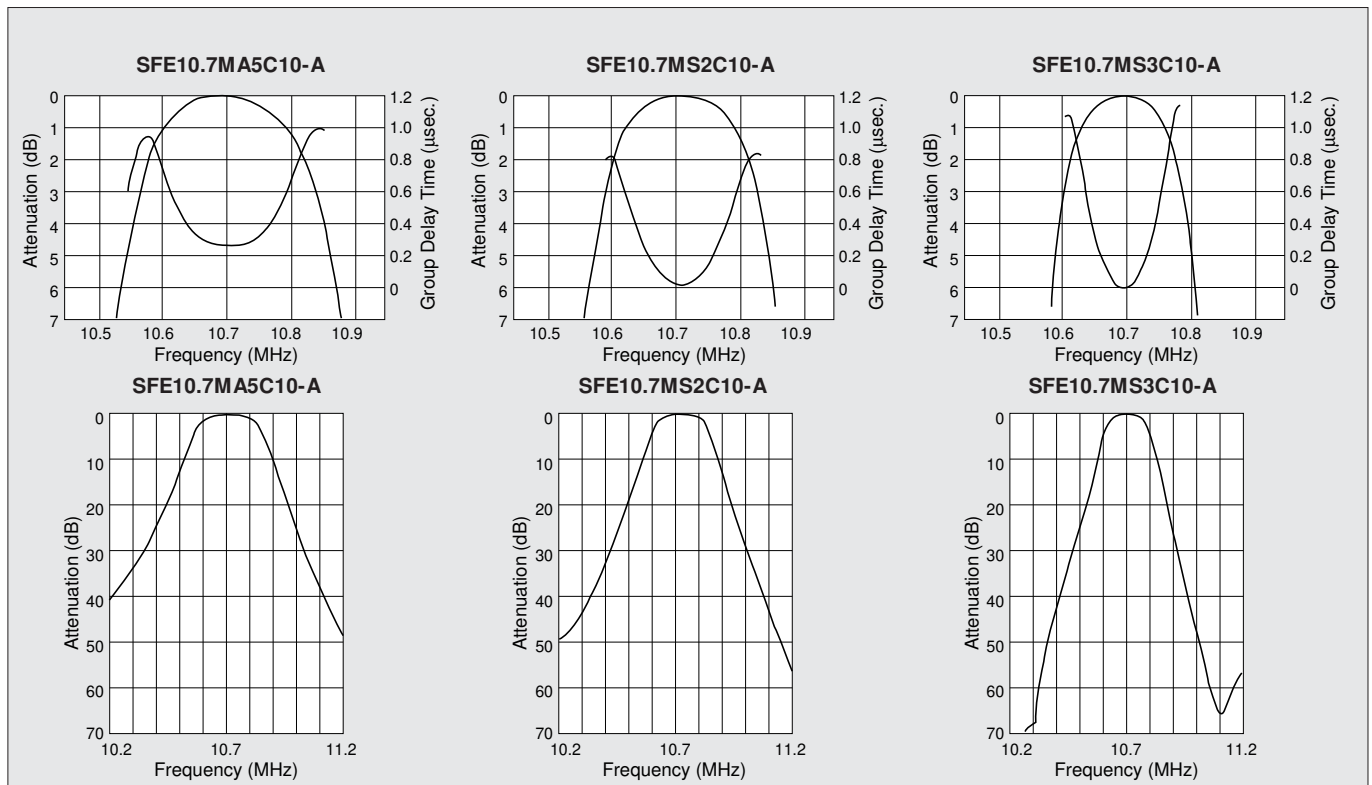 SFE10.7MA5C10-A
Attenuation (dB)
0
1
2
3
4
5
6
7
1.2
1.0
0.8
0.6
0.4
0.2
0
Group Delay Time (µsec.)
10.5 10.6 10.7 10.8 10.9
Frequency (MHz)
SFE10.7MS2C10-A
Attenuation (dB)
0
1
2
3
4
5
6
7
1.2
1.0
0.8
0.6
0.4
0.2
0
Group Delay Time (µsec.)
10.5 10.6 10.7 10.8 10.9
Frequency (MHz)
SFE10.7MS3C10-A
Attenuation (dB)
0
1
2
3
4
5
6
7
1.2
1.0
0.8
0.6
0.4
0.2
0
Group Delay Time (µsec.)
10.5 10.6 10.7 10.8 10.9
Frequency (MHz)
SFE10.7MA5C10-A
Attenuation (dB)
0
10
20
30
40
50
60
70
10.2 10.7 11.2
Frequency (MHz)
SFE10.7MS2C10-A
Attenuation (dB)
0
10
20
30
40
50
60
70
10.2 10.7 11.2
Frequency (MHz)
SFE10.7MS3C10-A
Attenuation (dB)
0
10
20
30
40
50
60
70
10.2 10.7 11.2
Frequency (MHz)